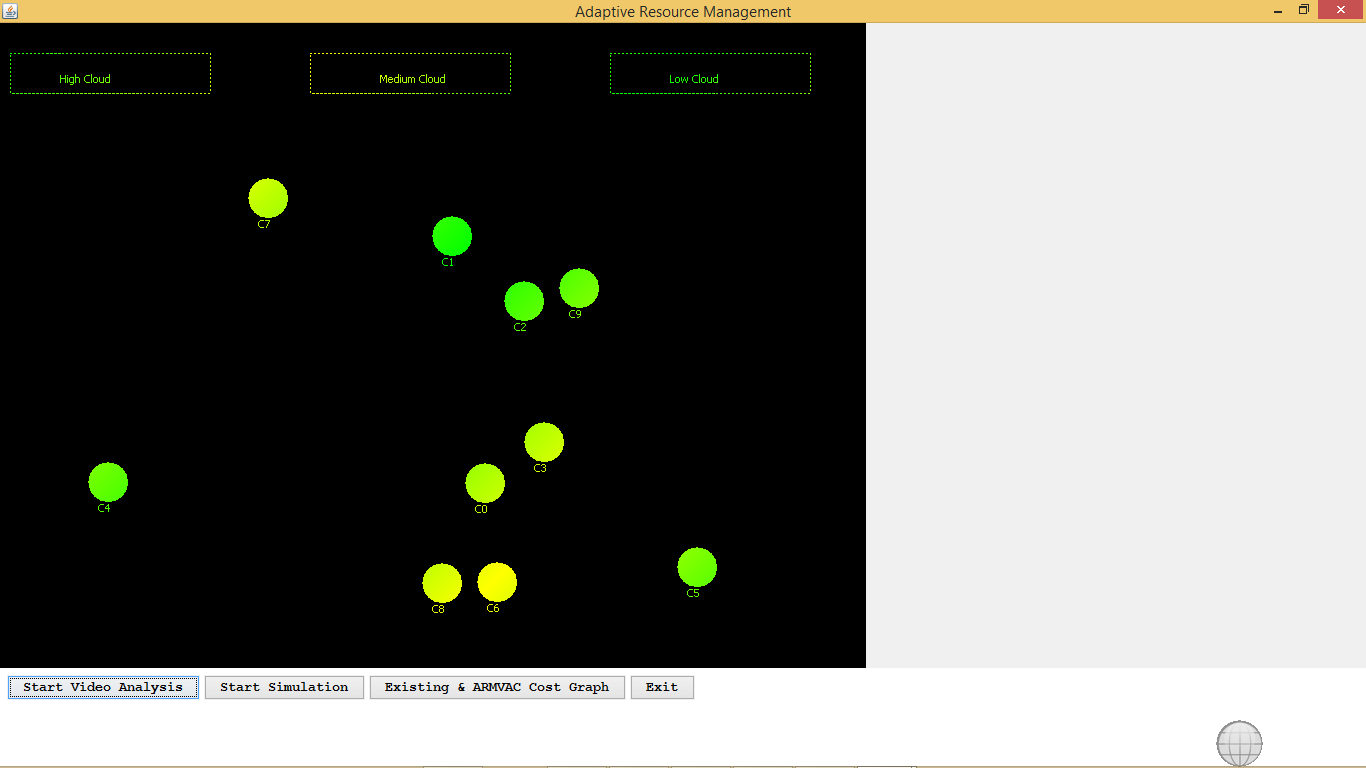 Adaptive Resource Management
High Cloud
Medium Cloud
Low Cloud
C7
C1
C2
C9
C3
C4
C0
C5
C8
C6
Start Video Analysis
Start Simulation
Existing & ARMVAC Cost Graph
Exit